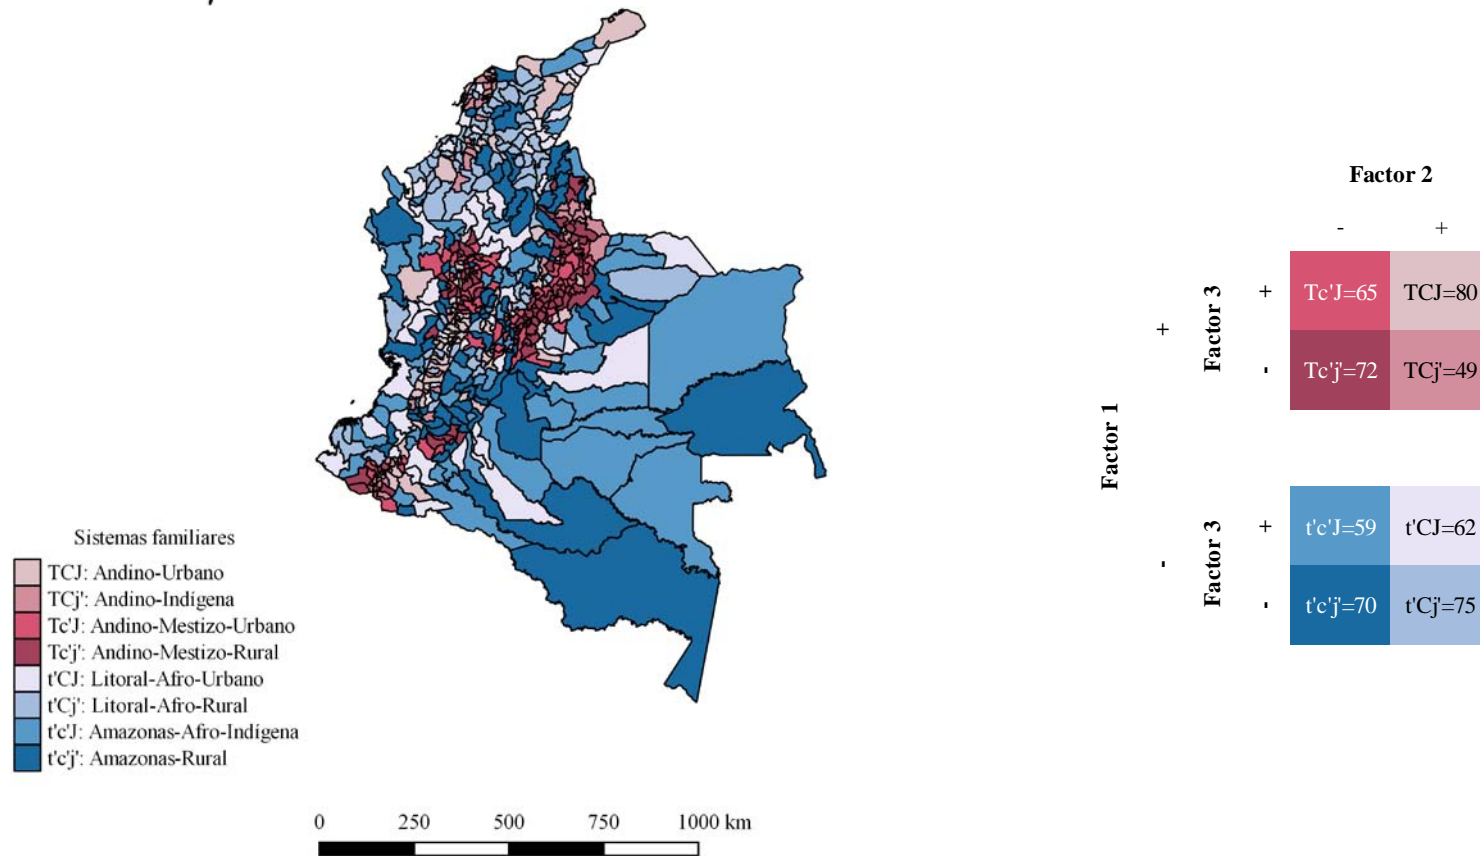 Sistemas familiares
TCJ: Andino-Urbano
TCj': Andino-Indígena
Tc'J: Andino-Mestizo-Urbano
Tc'j': Andino-Mestizo-Rural
t'CJ: Litoral-Afro-Urbano
t'Cj': Litoral-Afro-Rural
t'c'J: Amazonas-Afro-Indígena
t'c'j': Amazonas-Rural
0 250 500 750 1000 km
Factor 2
- +
Factor 1
+
Factor 3
+ Tc'J=65 TCJ=80
- Tc'j'=72 TCj'=49
-
Factor 3
+ t'c'J=59 t'CJ=62
- t'c'j'=70 t'Cj'=75